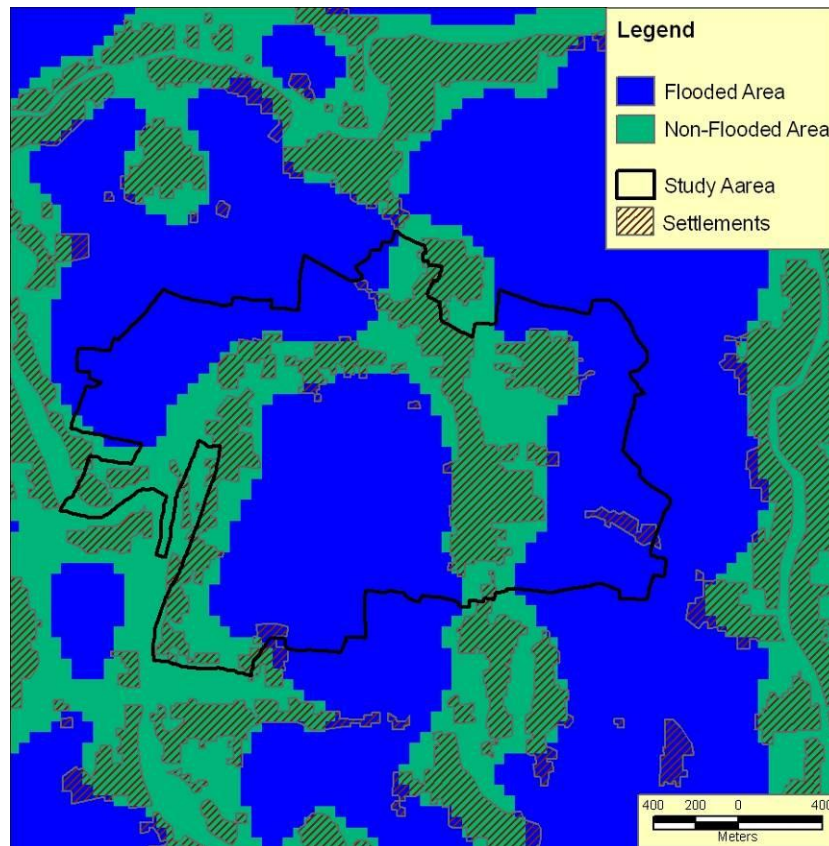 Legend
Flooded Area
Non-Flooded Area
Study Aarea
Settlements
400 200 0 400
Meters